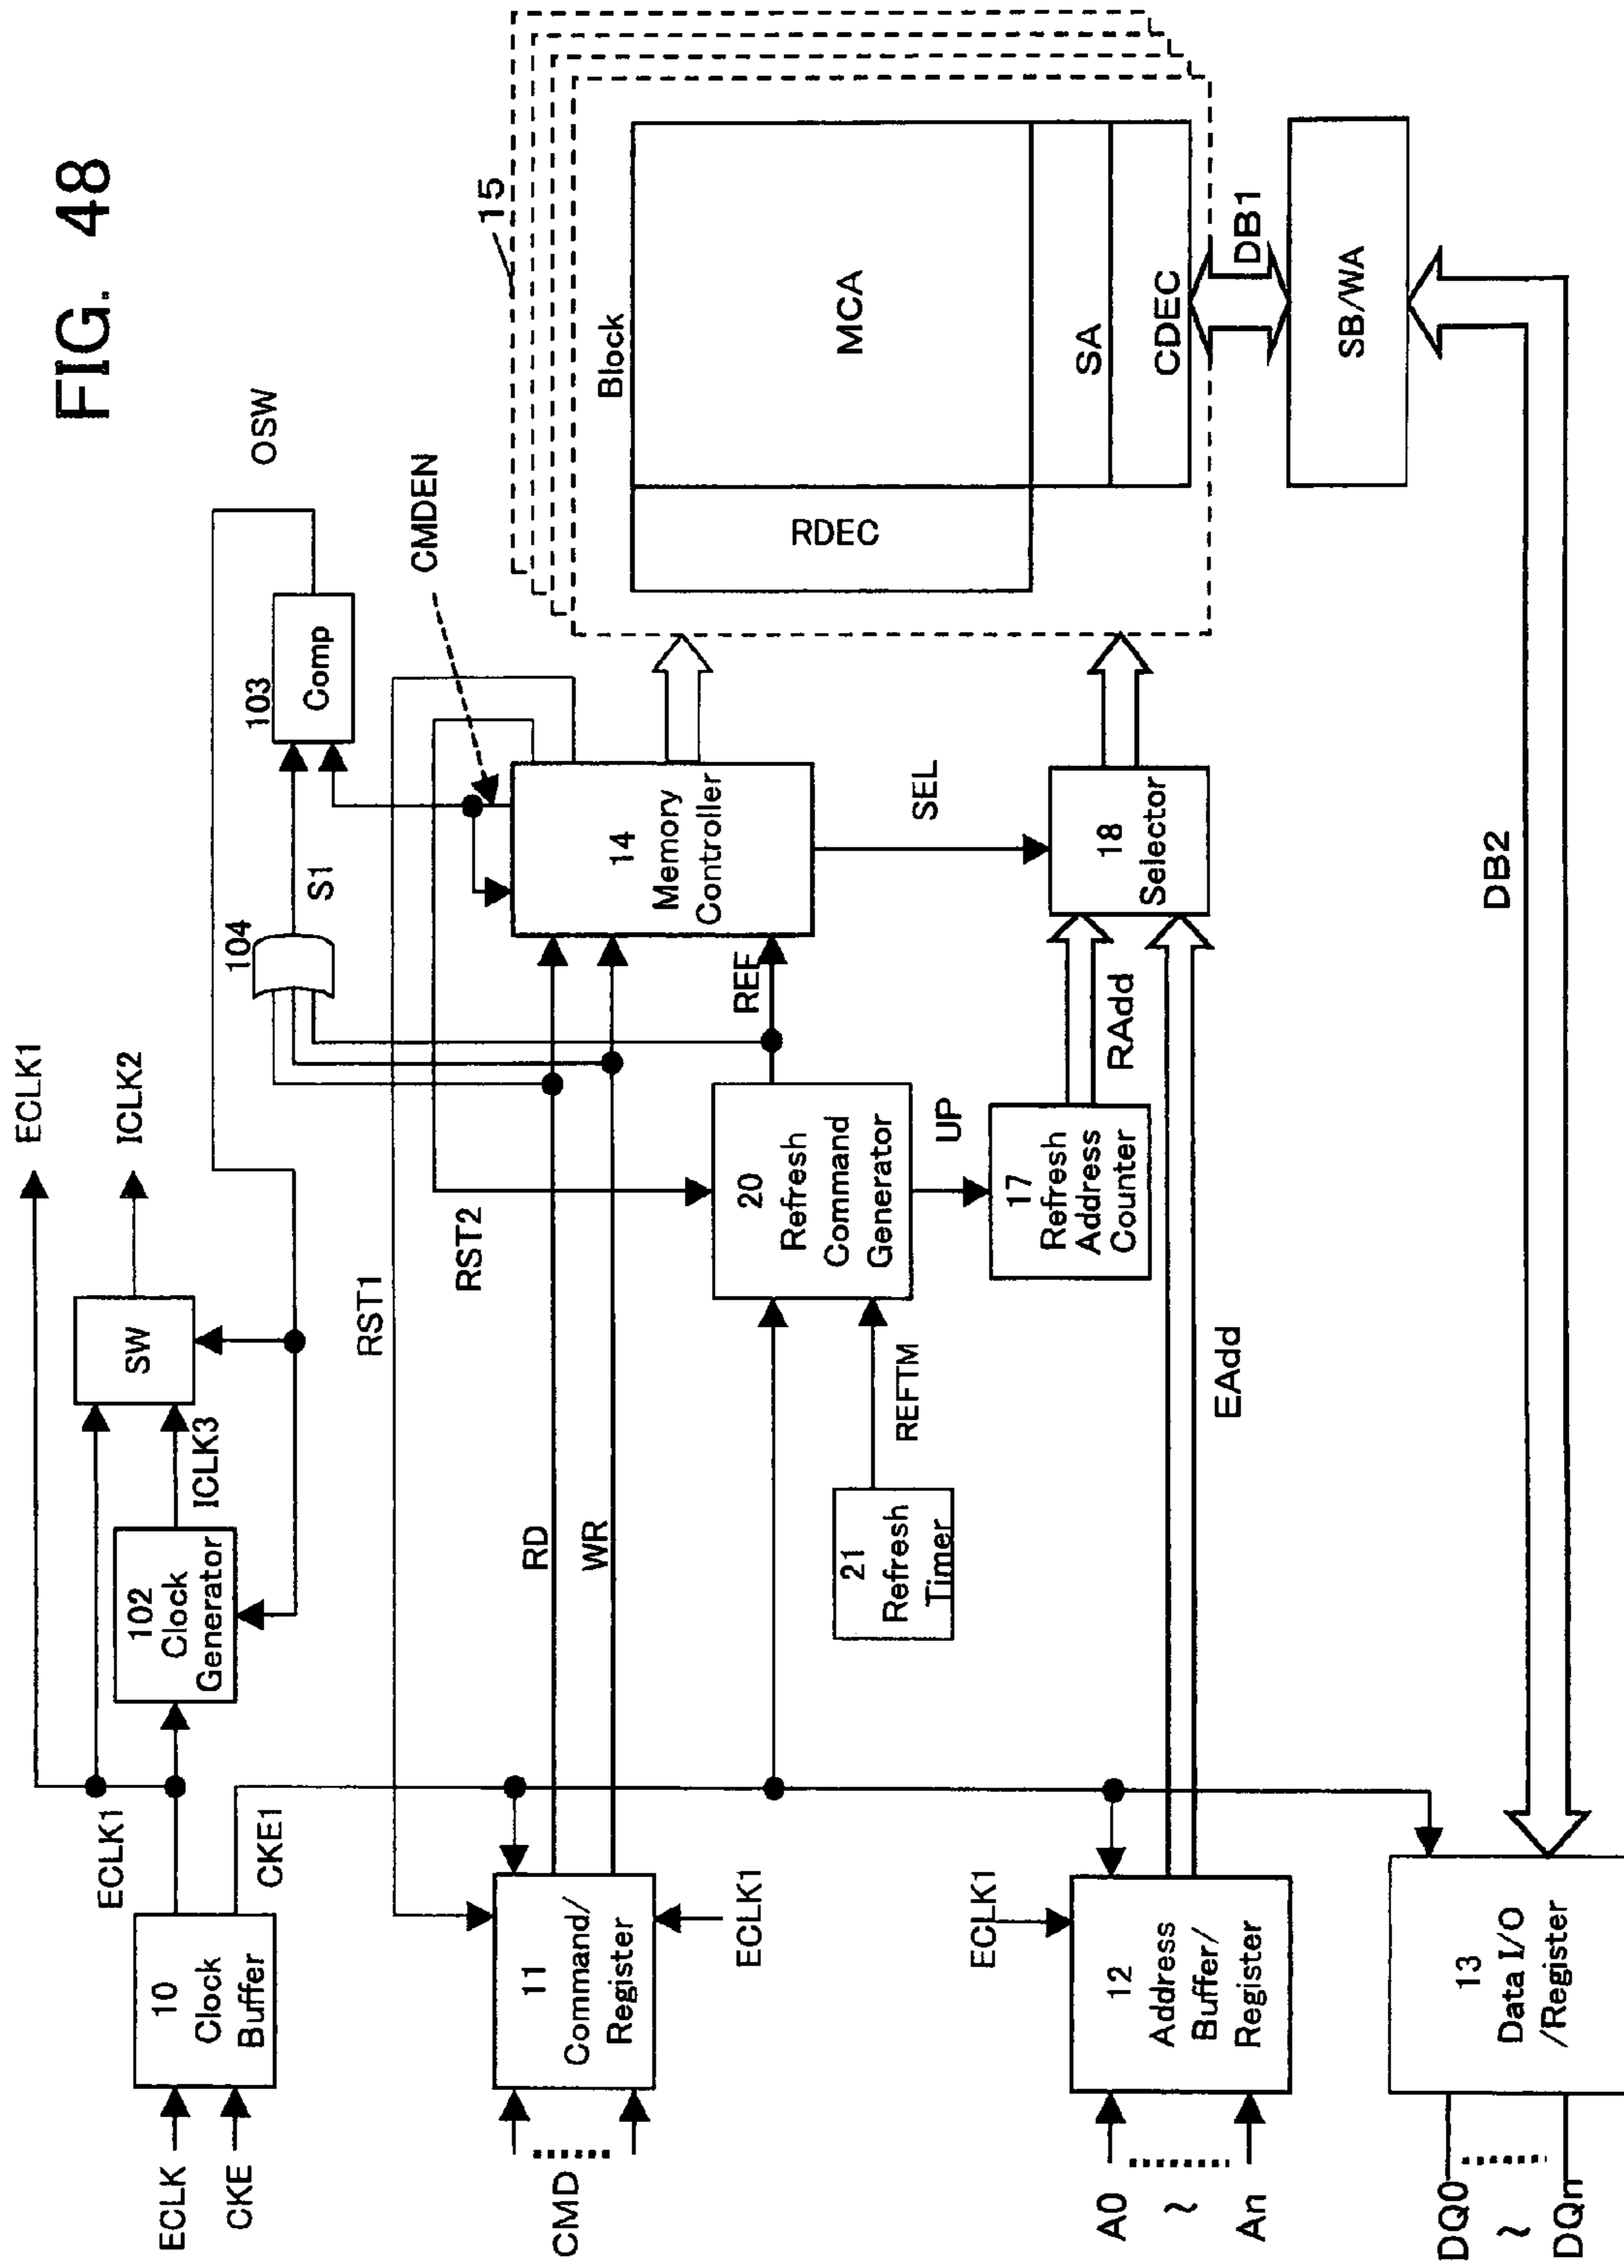 FIG. 48
ECLK1
ICLK2
OSW
SW
ICLK3
102
Clock
Generator
104
S1
103
Comp
CMDEN
15
ECLK1
CKE1
ECLK
CKE
10
Clock
Buffer
RST1
RST2
RD
WR
CMD
11
Command/
Register
ECLK1
14
Memory
Controller
REF
SEL
20
Refresh
Command
Generator
UP
REFTM
21
Refresh
Timer
17
Refresh
Address
Counter
RAdd
18
Selector
EAdd
ECLK1
A0
~
An
12
Address
Buffer/
Register
Block
MCA
RDEC
SA
CDEC
DB1
SB/WA
DB2
DQ0
~
DQn
13
Data I/O
/Register